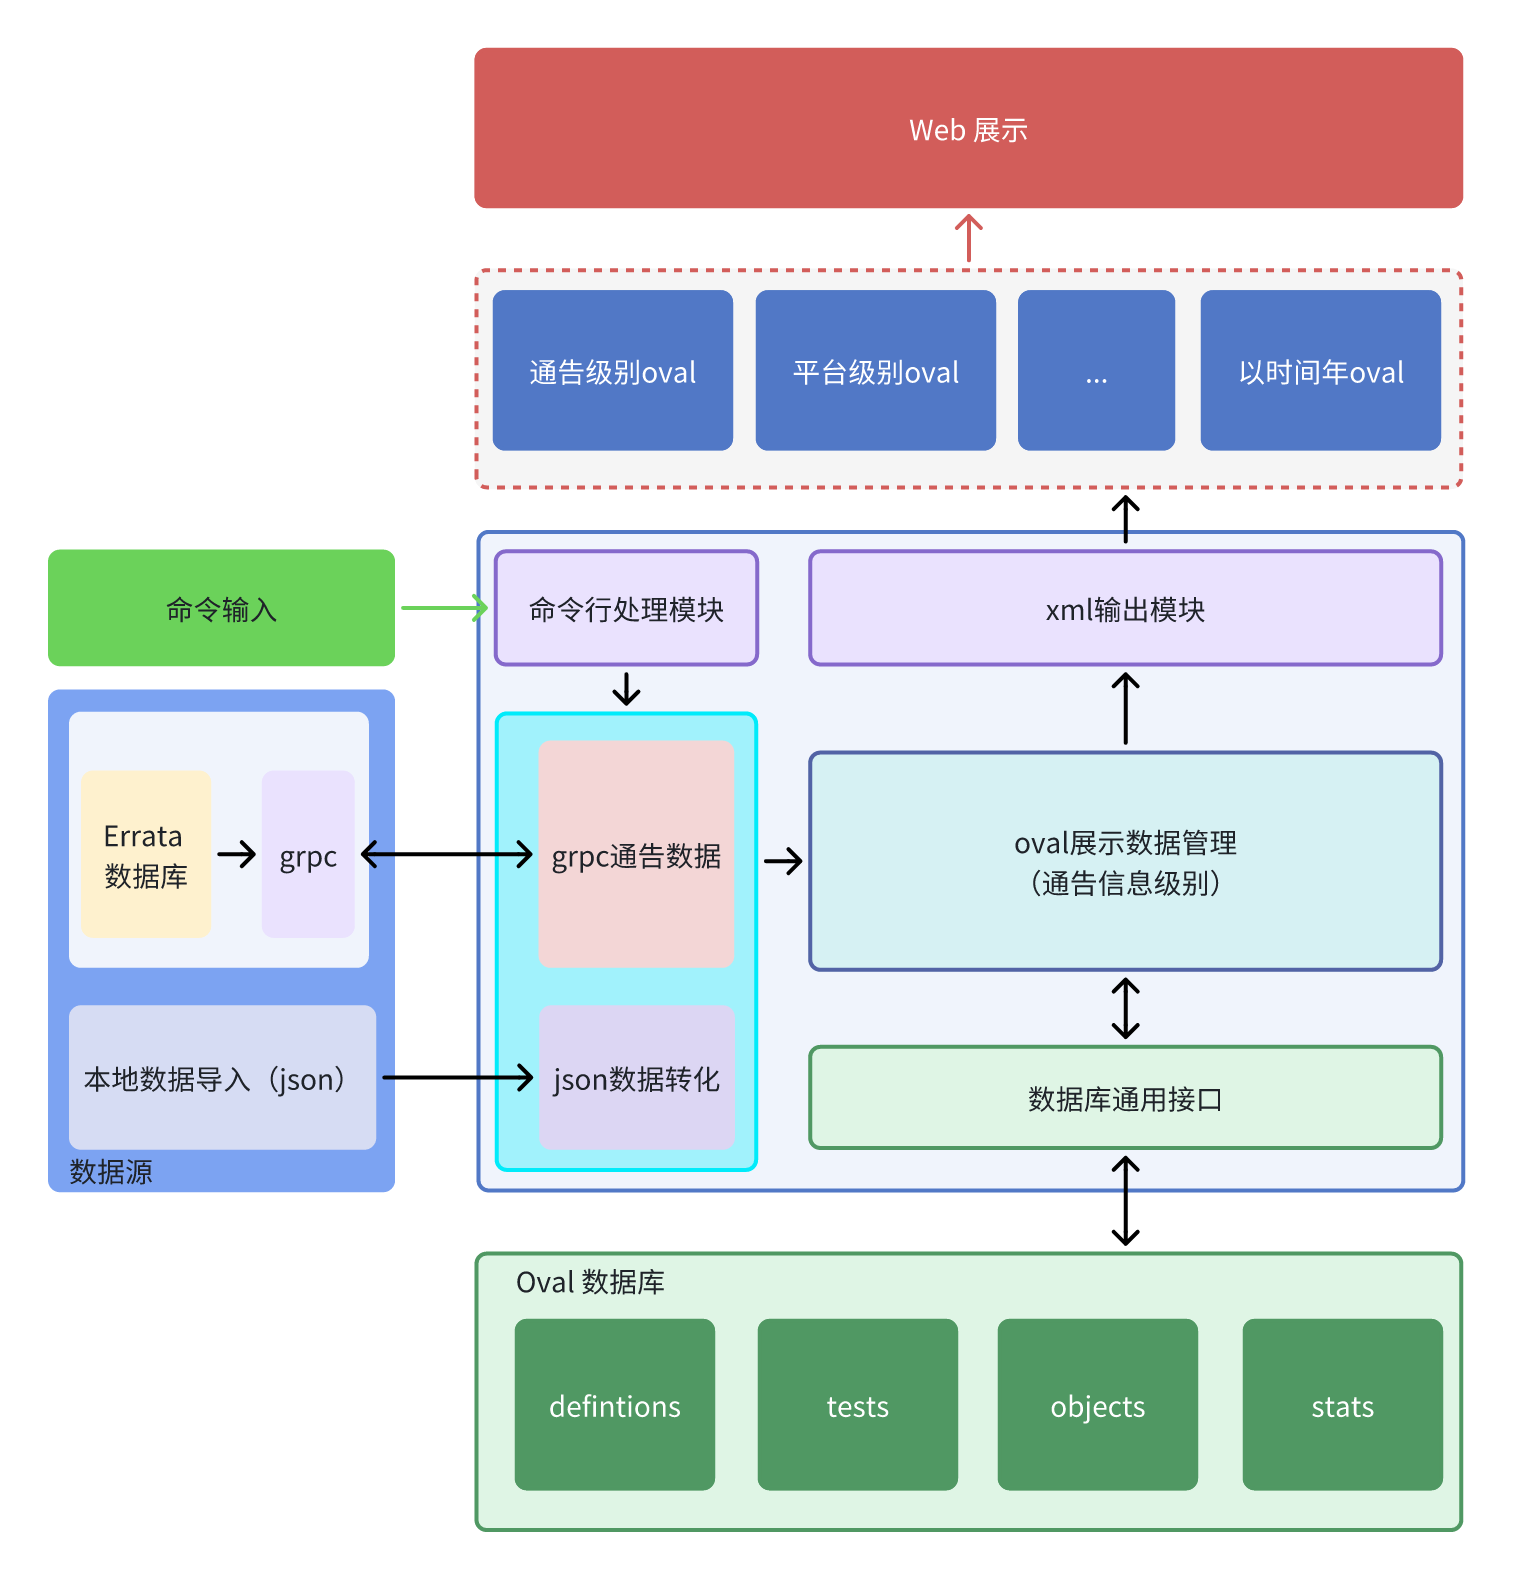 Web 展示
通告级别oval
平台级别oval
...
以时间年oval
命令输入
命令行处理模块
xml输出模块
Errata
数据库
grpc
grpc通告数据
oval展示数据管理
（通告信息级别）
本地数据导入（json）
json数据转化
数据库通用接口
数据源
Oval 数据库
defintions
tests
objects
stats